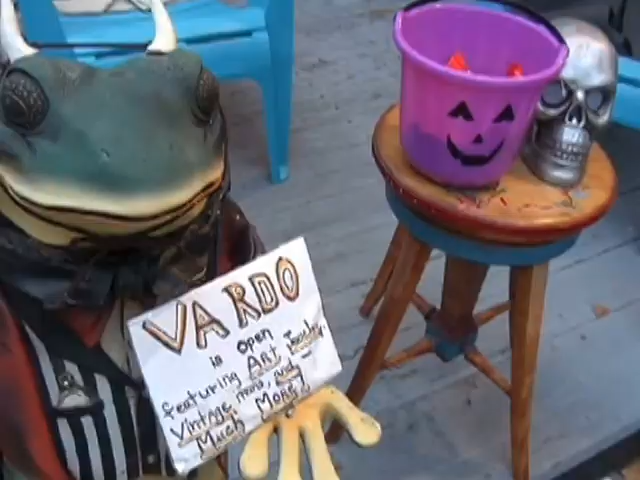 VARDO
is open
featuring ART, Jewelry,
Vintage items, and
Much More!